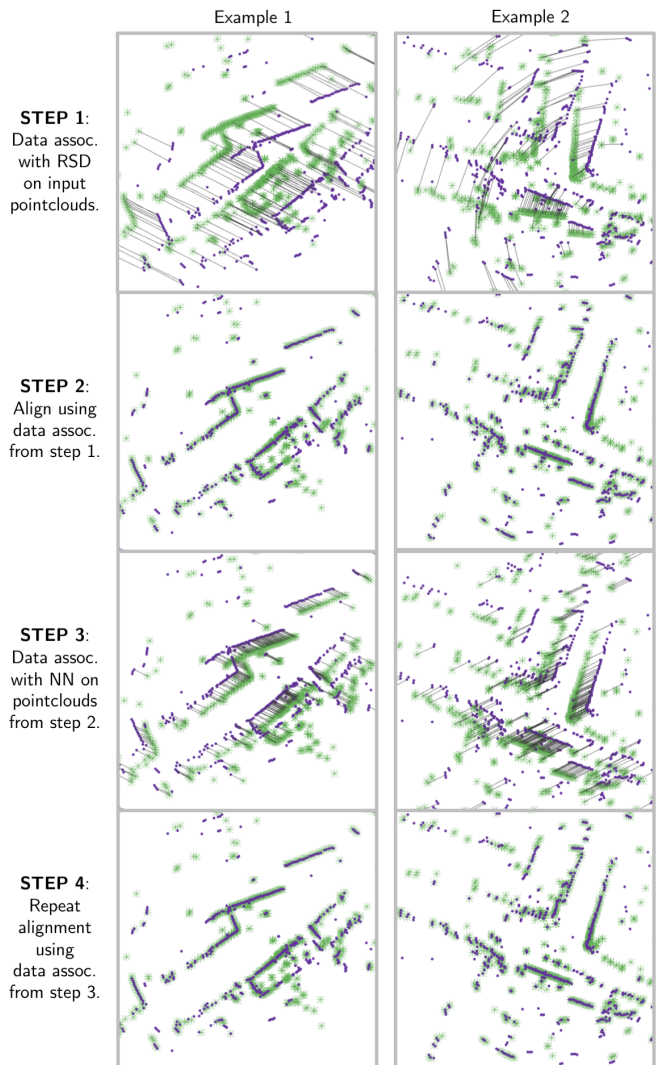 Example 1
Example 2
STEP 1:
Data assoc.
with RSD
on input
pointclouds.
STEP 2:
Align using
data assoc.
from step 1.
STEP 3:
Data assoc.
with NN on
pointclouds
from step 2.
STEP 4:
Repeat
alignment
using
data assoc.
from step 3.